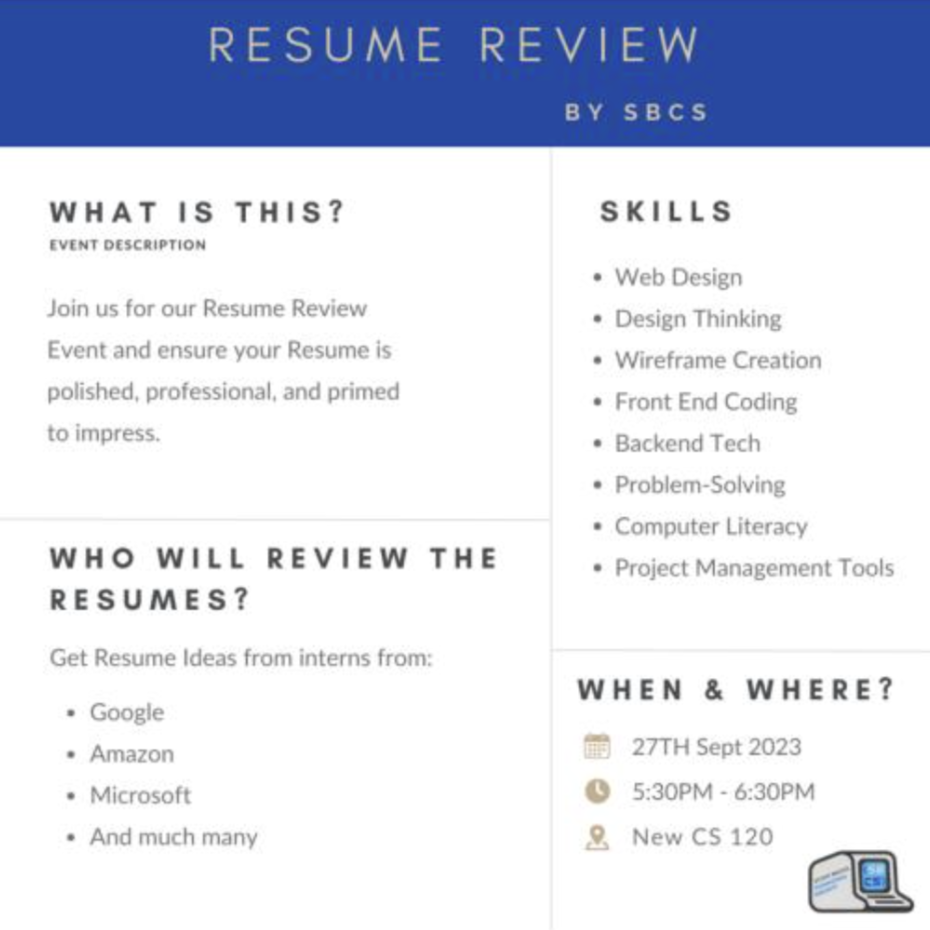 RESUME REVIEW
BY SBCS
WHAT IS THIS?
EVENT DESCRIPTION
Join us for our Resume Review
Event and ensure your Resume is
polished, professional, and primed
to impress.
WHO WILL REVIEW THE
RESUMES?
Get Resume Ideas from interns from:
• Google
• Amazon
• Microsoft
• And much many
SKILLS
• Web Design
• Design Thinking
• Wireframe Creation
• Front End Coding
• Backend Tech
• Problem-Solving
• Computer Literacy
• Project Management Tools
WHEN & WHERE?
27TH Sept 2023
5:30PM - 6:30PM
New CS 120
SB
CS